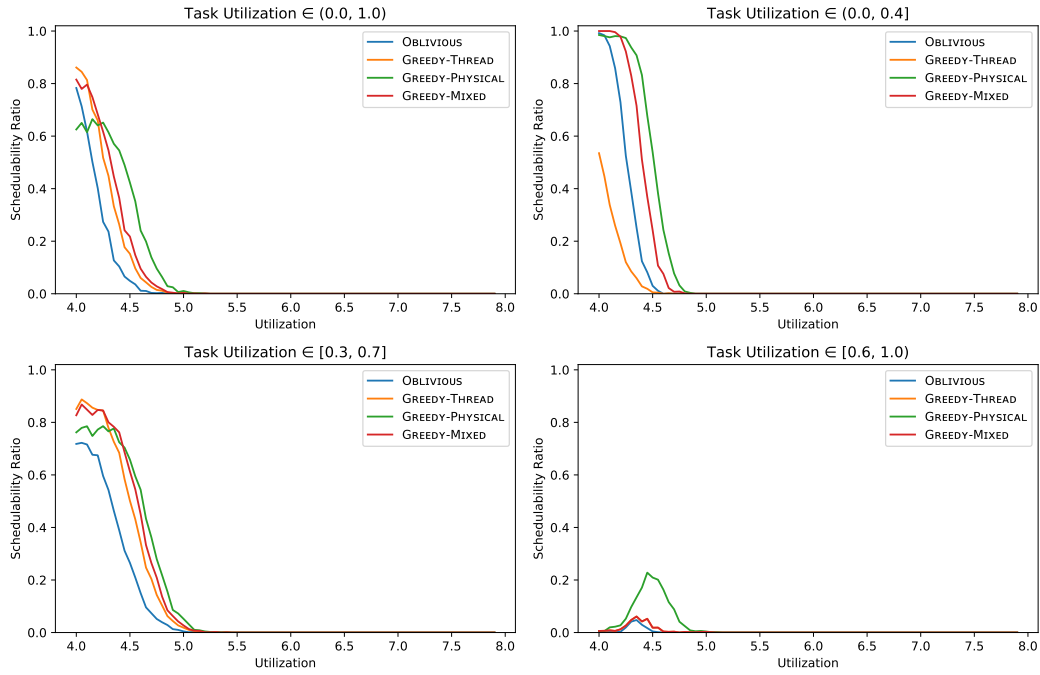 Task Utilization ∈ (0.0, 1.0)
Schedulability Ratio
1.0
0.8
0.6
0.4
0.2
0.0
Oblivious
Greedy-Thread
Greedy-Physical
Greedy-Mixed
4.0 4.5 5.0 5.5 6.0 6.5 7.0 7.5 8.0
Utilization
Task Utilization ∈ (0.0, 0.4]
Schedulability Ratio
1.0
0.8
0.6
0.4
0.2
0.0
Oblivious
Greedy-Thread
Greedy-Physical
Greedy-Mixed
4.0 4.5 5.0 5.5 6.0 6.5 7.0 7.5 8.0
Utilization
Task Utilization ∈ [0.3, 0.7]
Schedulability Ratio
1.0
0.8
0.6
0.4
0.2
0.0
Oblivious
Greedy-Thread
Greedy-Physical
Greedy-Mixed
4.0 4.5 5.0 5.5 6.0 6.5 7.0 7.5 8.0
Utilization
Task Utilization ∈ [0.6, 1.0)
Schedulability Ratio
1.0
0.8
0.6
0.4
0.2
0.0
Oblivious
Greedy-Thread
Greedy-Physical
Greedy-Mixed
4.0 4.5 5.0 5.5 6.0 6.5 7.0 7.5 8.0
Utilization